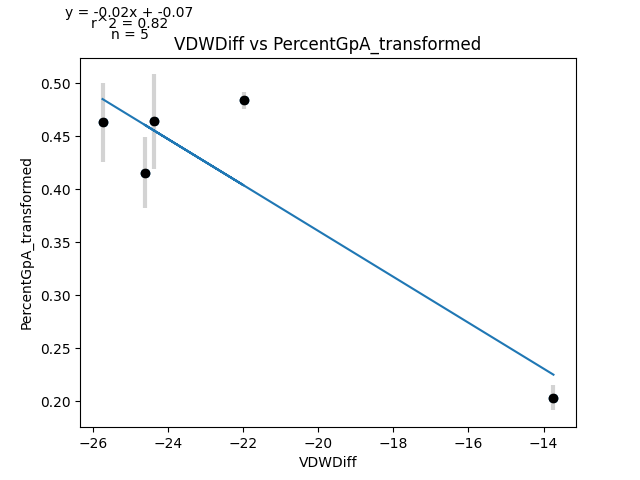 y = -0.02x + -0.07
r^2 = 0.82
n = 5
VDWDiff vs PercentGpA_transformed
PercentGpA_transformed
0.50
0.45
0.40
0.35
0.30
0.25
0.20
−26 −24 −22 −20 −18 −16 −14
VDWDiff